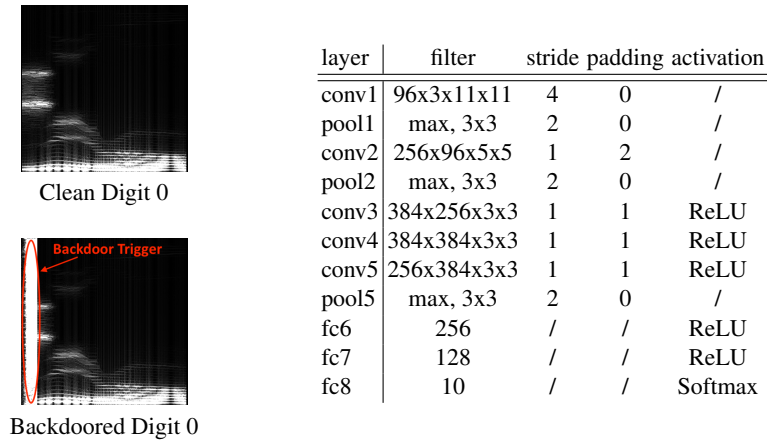 Clean Digit 0
Backdoor Trigger
Backdoored Digit 0
layer filter stride padding activation
conv1 96x3x11x11 4 0 /
pool1 max, 3x3 2 0 /
conv2 256x96x5x5 1 2 /
pool2 max, 3x3 2 0 /
conv3 384x256x3x3 1 1 ReLU
conv4 384x384x3x3 1 1 ReLU
conv5 256x384x3x3 1 1 ReLU
pool5 max, 3x3 2 0 /
fc6 256 / / ReLU
fc7 128 / / ReLU
fc8 10 / / Softmax